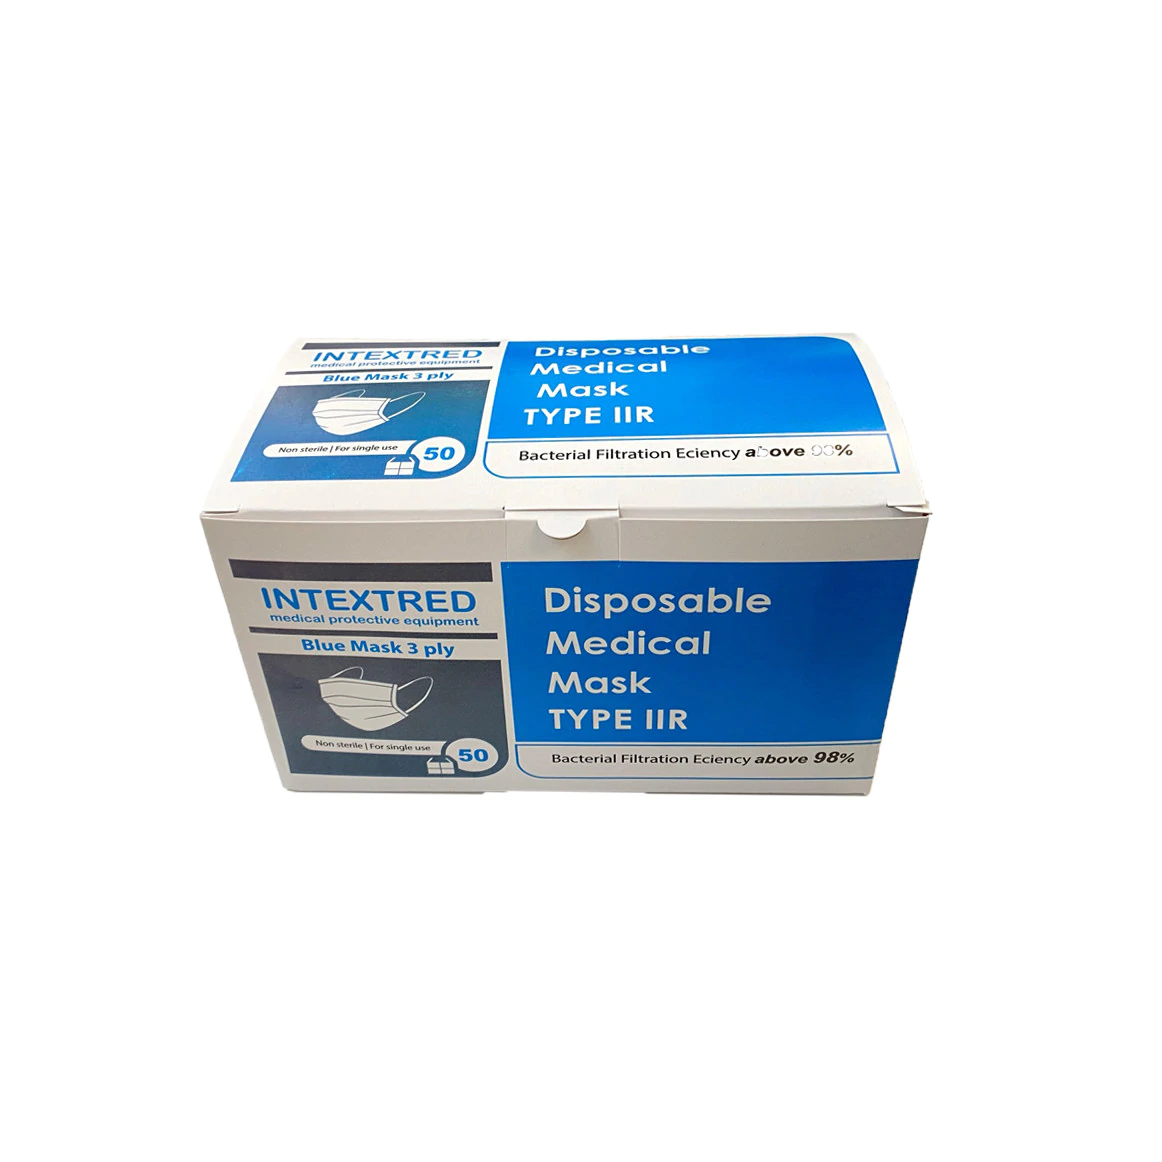 INTEXTRED
medical protective equipment
Blue Mask 3 ply
Non sterile | For single use
50
Disposable
Medical
Mask
TYPE IIR
Bacterial Filtration Eciency above %
INTEXTRED
medical protective equipment
Blue Mask 3 ply
Non sterile | For single use
50
Disposable
Medical
Mask
TYPE IIR
Bacterial Filtration Eciency above 98%